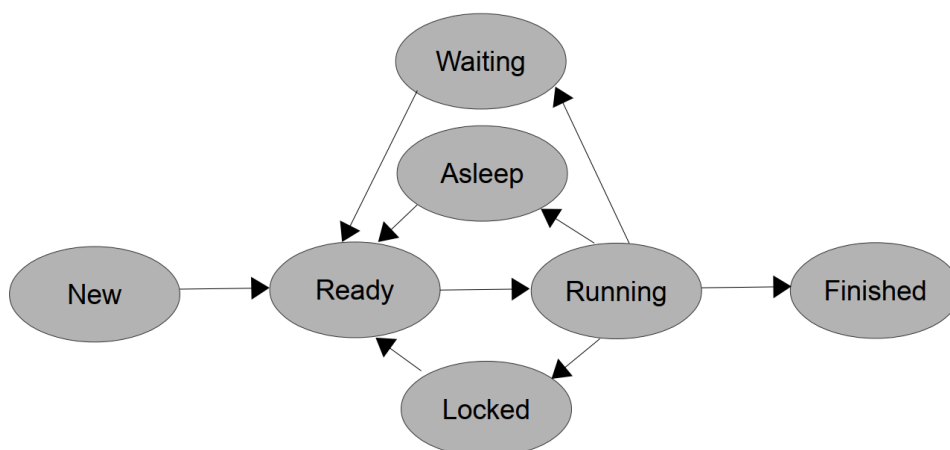 Waiting
Asleep
New
Ready
Running
Finished
Locked